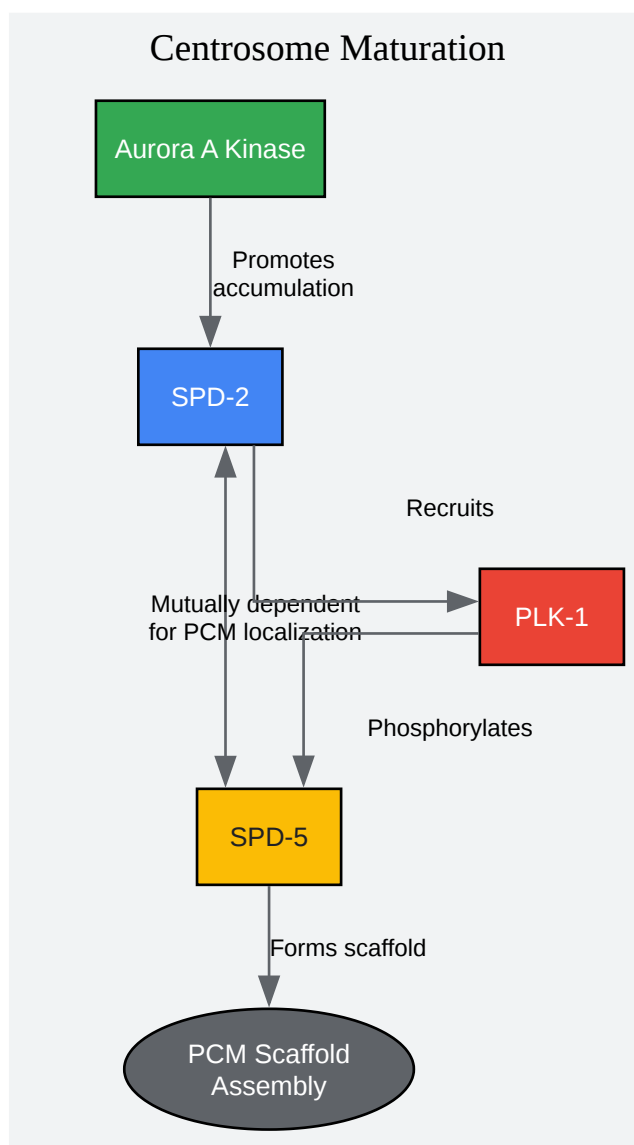 Centrosome Maturation
Aurora A Kinase
Promotes
accumulation
SPD-2
Recruits
Mutually dependent
for PCM localization
PLK-1
Phosphorylates
SPD-5
Forms scaffold
PCM Scaffold
Assembly